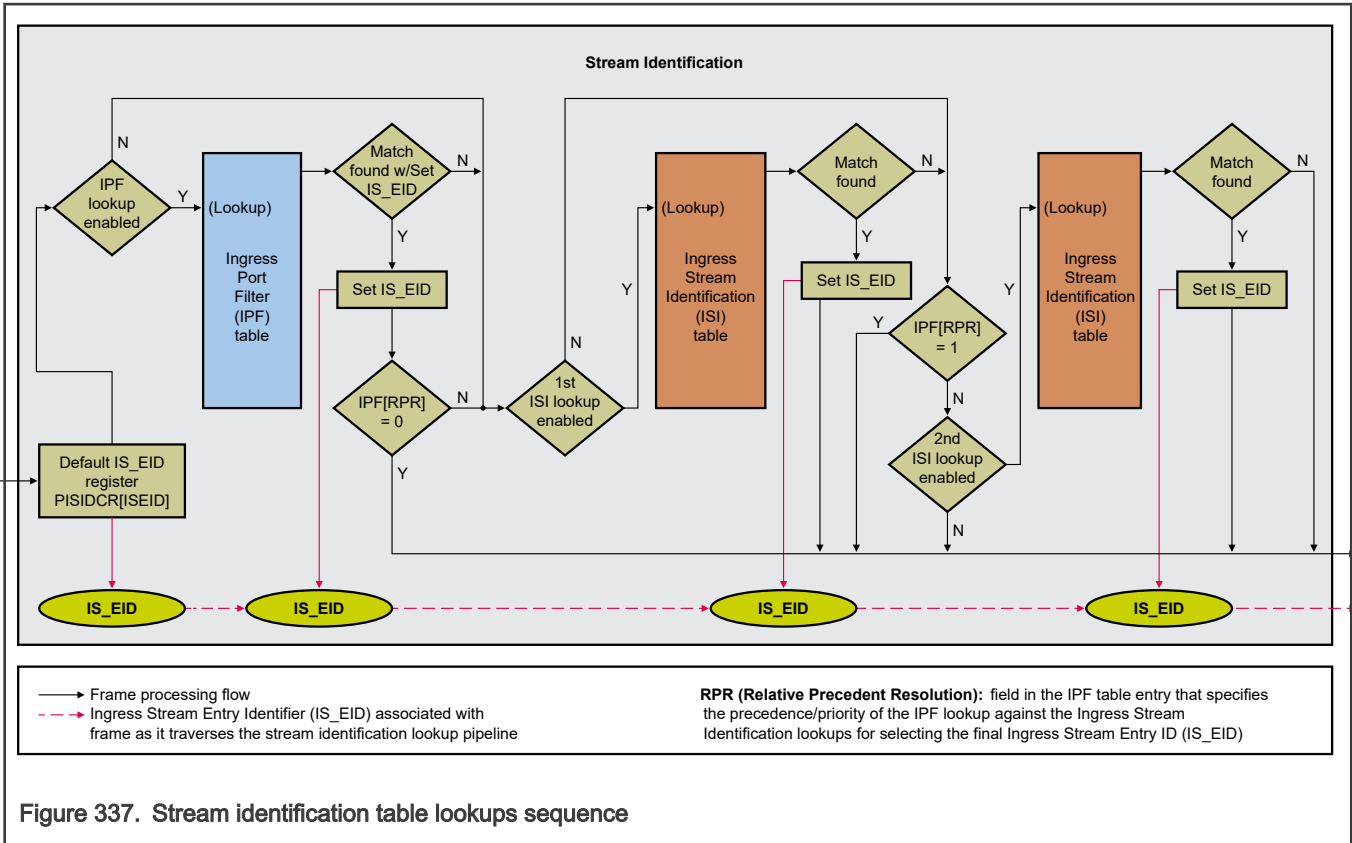 Stream Identification
N
IPF
lookup
enabled
Y
(Lookup)
Ingress
Port
Filter
(IPF)
table
Match
found w/Set
IS_EID
N
Y
Set IS_EID
IPF[RPR]
= 0
N
Y
Default IS_EID
register
PISIDCR[ISEID]
1st
ISI lookup
enabled
N
Y
(Lookup)
Ingress
Stream
Identification
(ISI)
table
Match
found
N
Y
Set IS_EID
IPF[RPR]
= 1
Y
N
2nd
ISI lookup
enabled
Y
N
(Lookup)
Ingress
Stream
Identification
(ISI)
table
Match
found
N
Y
Set IS_EID
IS_EID
IS_EID
IS_EID
IS_EID
Frame processing flow
Ingress Stream Entry Identifier (IS_EID) associated with
frame as it traverses the stream identification lookup pipeline
RPR (Relative Precedent Resolution): field in the IPF table entry that specifies
the precedence/priority of the IPF lookup against the Ingress Stream
Identification lookups for selecting the final Ingress Stream Entry ID (IS_EID)
Figure 337. Stream identification table lookups sequence